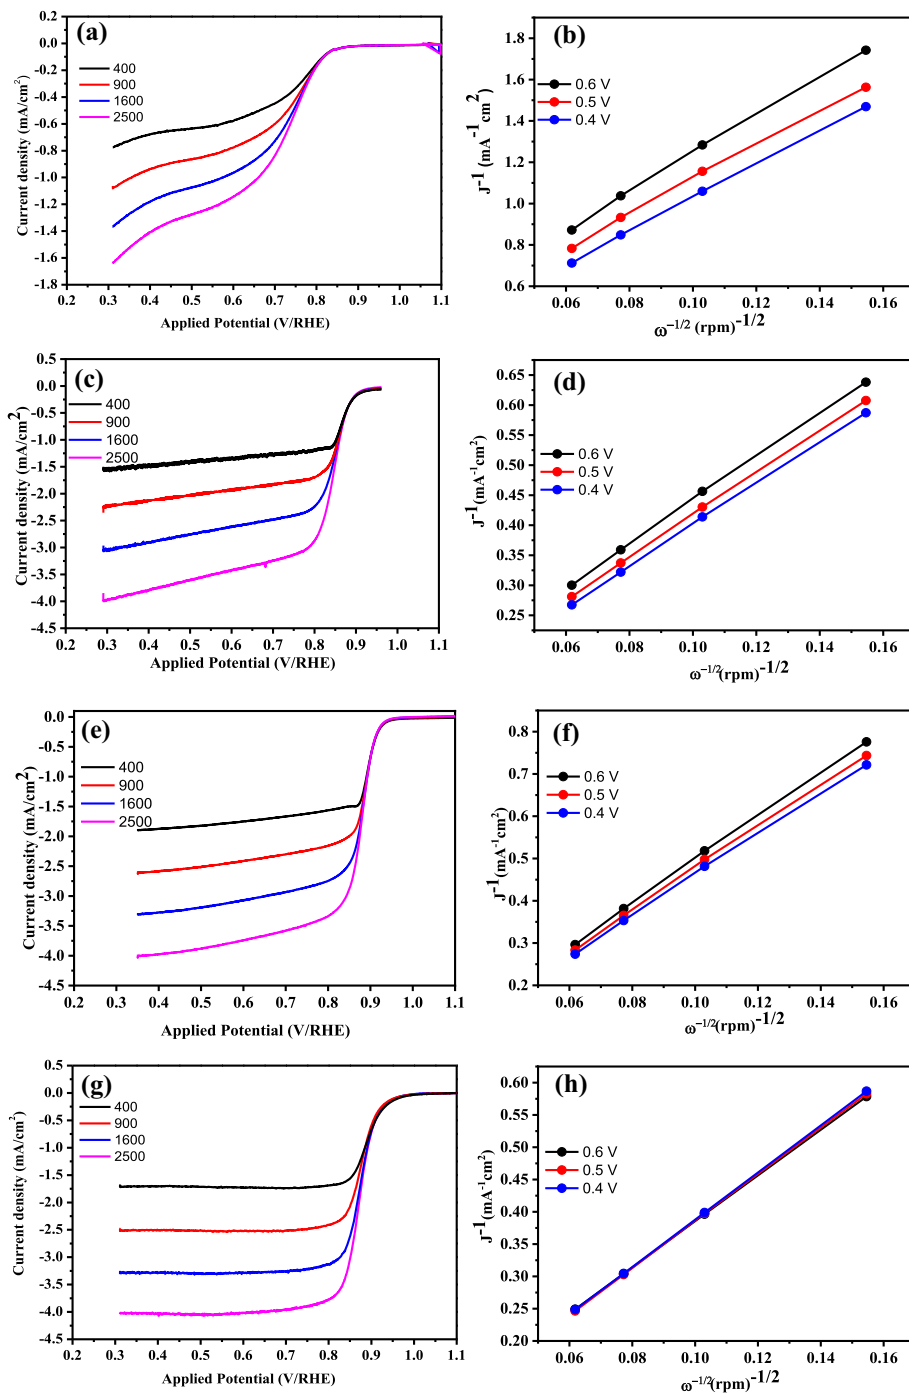 (a)
0.2
0.0
-0.2
-0.4
-0.6
-0.8
-1.0
-1.2
-1.4
-1.6
-1.8
Current density (mA/cm²)
400
900
1600
2500
0.2 0.3 0.4 0.5 0.6 0.7 0.8 0.9 1.0 1.1
Applied Potential (V/RHE)
(b)
1.8
1.6
1.4
1.2
1.0
0.8
0.6
J⁻¹ (mA⁻¹ cm²)
0.6 V
0.5 V
0.4 V
0.06 0.08 0.10 0.12 0.14 0.16
ω⁻¹/² (rpm)⁻¹/²
(c)
0.5
0.0
-0.5
-1.0
-1.5
-2.0
-2.5
-3.0
-3.5
-4.0
-4.5
Current density (mA/cm²)
400
900
1600
2500
0.2 0.3 0.4 0.5 0.6 0.7 0.8 0.9 1.0 1.1
Applied Potential (V/RHE)
(d)
0.65
0.60
0.55
0.50
0.45
0.40
0.35
0.30
0.25
J⁻¹(mA⁻¹cm²)
0.6 V
0.5 V
0.4 V
0.06 0.08 0.10 0.12 0.14 0.16
ω⁻¹/²(rpm)⁻¹/²
(e)
0.0
-0.5
-1.0
-1.5
-2.0
-2.5
-3.0
-3.5
-4.0
-4.5
Current density (mA/cm²)
400
900
1600
2500
0.2 0.3 0.4 0.5 0.6 0.7 0.8 0.9 1.0 1.1
Applied Potential (V/RHE)
(f)
0.8
0.7
0.6
0.5
0.3
0.2
J⁻¹(mA⁻¹cm²)
0.6 V
0.5 V
0.4 V
0.06 0.08 0.10 0.12 0.14 0.16
ω⁻¹/²(rpm)⁻¹/²
(g)
0.5
0.0
-0.5
-1.0
-1.5
-2.0
-2.5
-3.0
-3.5
-4.0
-4.5
Current density (mA/cm²)
400
900
1600
2500
0.2 0.3 0.4 0.5 0.6 0.7 0.8 0.9 1.0 1.1
Applied Potential (V/RHE)
(h)
0.60
0.55
0.50
0.45
0.40
0.35
0.30
0.25
0.20
J⁻¹(mA⁻¹cm²)
0.6 V
0.5 V
0.4 V
0.06 0.08 0.10 0.12 0.14 0.16
ω⁻¹/²(rpm)⁻¹/²